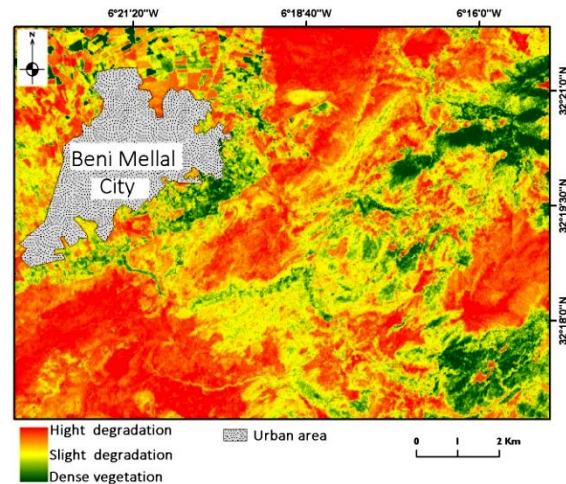 6°21'20"W 6°18'40"W 6°16'0"W
N
32°21'0"N
Beni Mellal
City
32°19'30"N
32°18'0"N
Hight degradation
Slight degradation
Dense vegetation
Urban area
0 1 2 Km